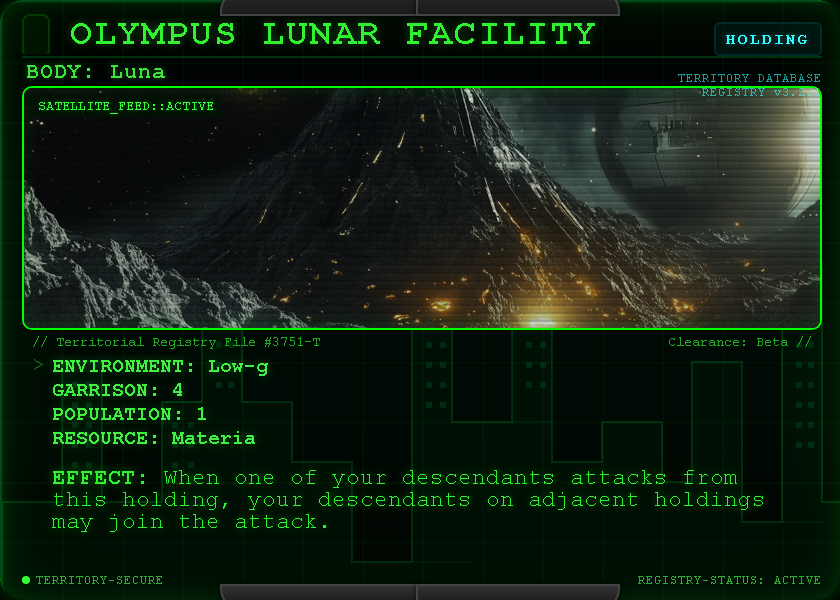 OLYMPUS LUNAR FACILITY
HOLDING
BODY: Luna
TERRITORY DATABASE
REGISTRY v3.2
SATELLITE_FEED::ACTIVE
// Territorial Registry File #3751-T
Clearance: Beta //
> ENVIRONMENT: Low-g
GARRISON: 4
POPULATION: 1
RESOURCE: Materia
EFFECT: When one of your descendants attacks from
this holding, your descendants on adjacent holdings
may join the attack.
TERRITORY-SECURE
REGISTRY-STATUS: ACTIVE